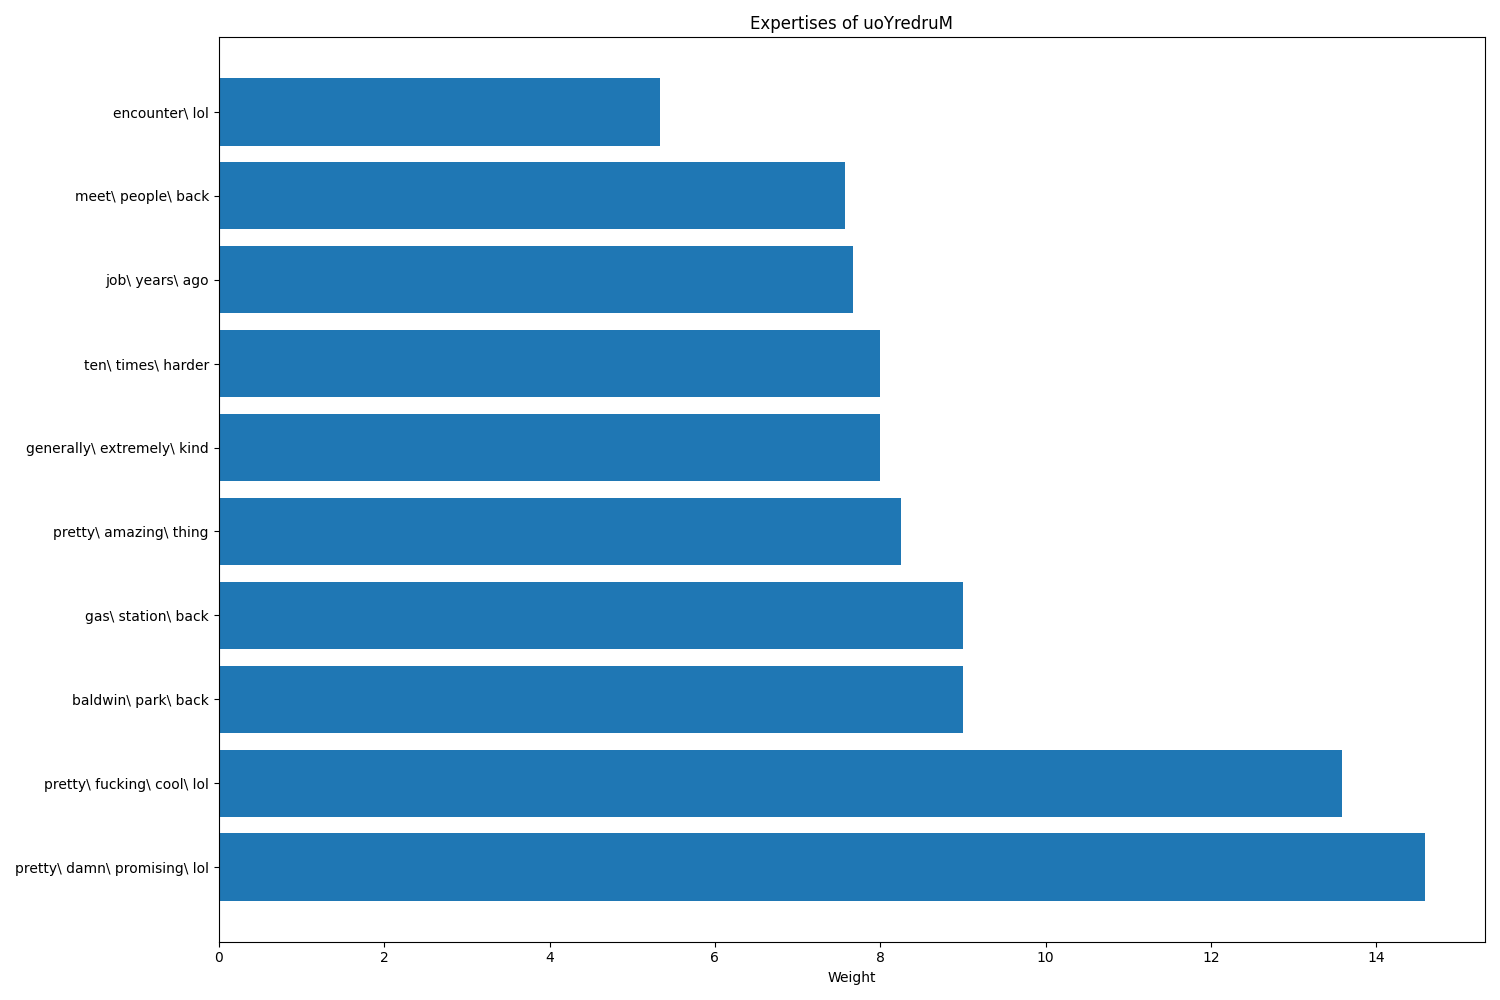 Expertises of uoYredruM
encounter\ lol
meet\ people\ back
job\ years\ ago
ten\ times\ harder
generally\ extremely\ kind
pretty\ amazing\ thing
gas\ station\ back
baldwin\ park\ back
pretty\ fucking\ cool\ lol
pretty\ damn\ promising\ lol
0 2 4 6 8 10 12 14
Weight